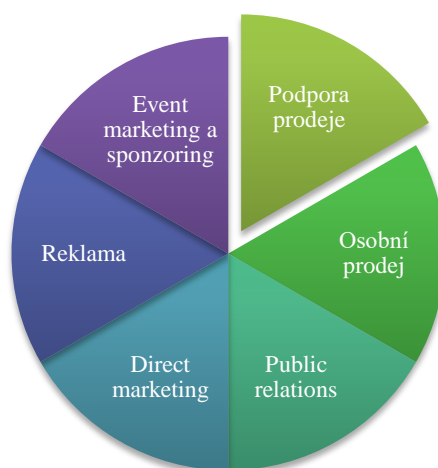 Podpora
prodeje
Osobní
prodej
Public
relations
Direct
marketing
Reklama
Event
marketing a
sponzoring